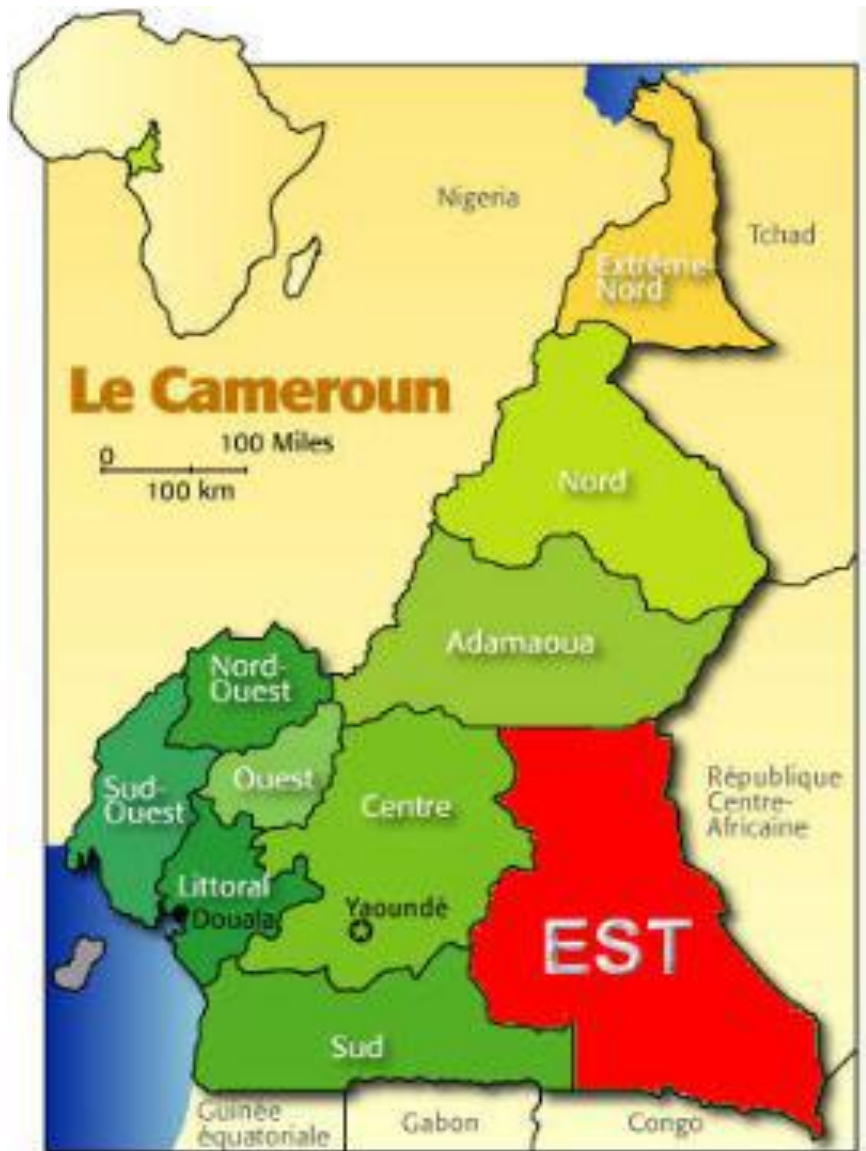 Nigeria
Tchad
Extrême-
Nord
Le Cameroun
0
100 Miles
100 km
Nord
Adamaoua
Nord-
Ouest
Sud-
Ouest
Ouest
Centre
République
Centre-
Africaine
Littoral
Douala
Yaoundé
EST
Sud
Guinée
équatoriale
Gabon
Congo